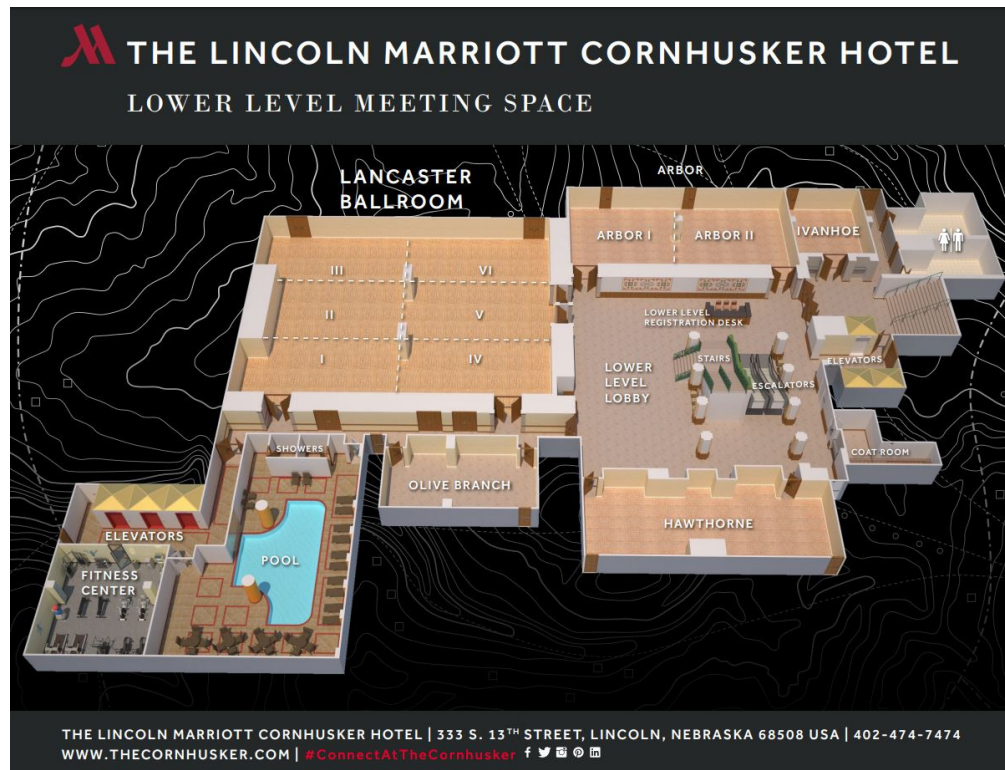 THE LINCOLN MARRIOTT CORNHUSKER HOTEL
LOWER LEVEL MEETING SPACE
LANCASTER
BALLROOM
ARBOR
ARBOR I
ARBOR II
IVANHOE
III
VI
II
V
I
IV
LOWER LEVEL
REGISTRATION DESK
LOWER
LEVEL
LOBBY
STAIRS
ESCALATORS
ELEVATORS
COAT ROOM
SHOWERS
OLIVE BRANCH
HAWTHORNE
ELEVATORS
POOL
FITNESS
CENTER
THE LINCOLN MARRIOTT CORNHUSKER HOTEL | 333 S. 13TH STREET, LINCOLN, NEBRASKA 68508 USA | 402-474-7474
WWW.THECORNHUSKER.COM | #ConnectAtTheCornhusker